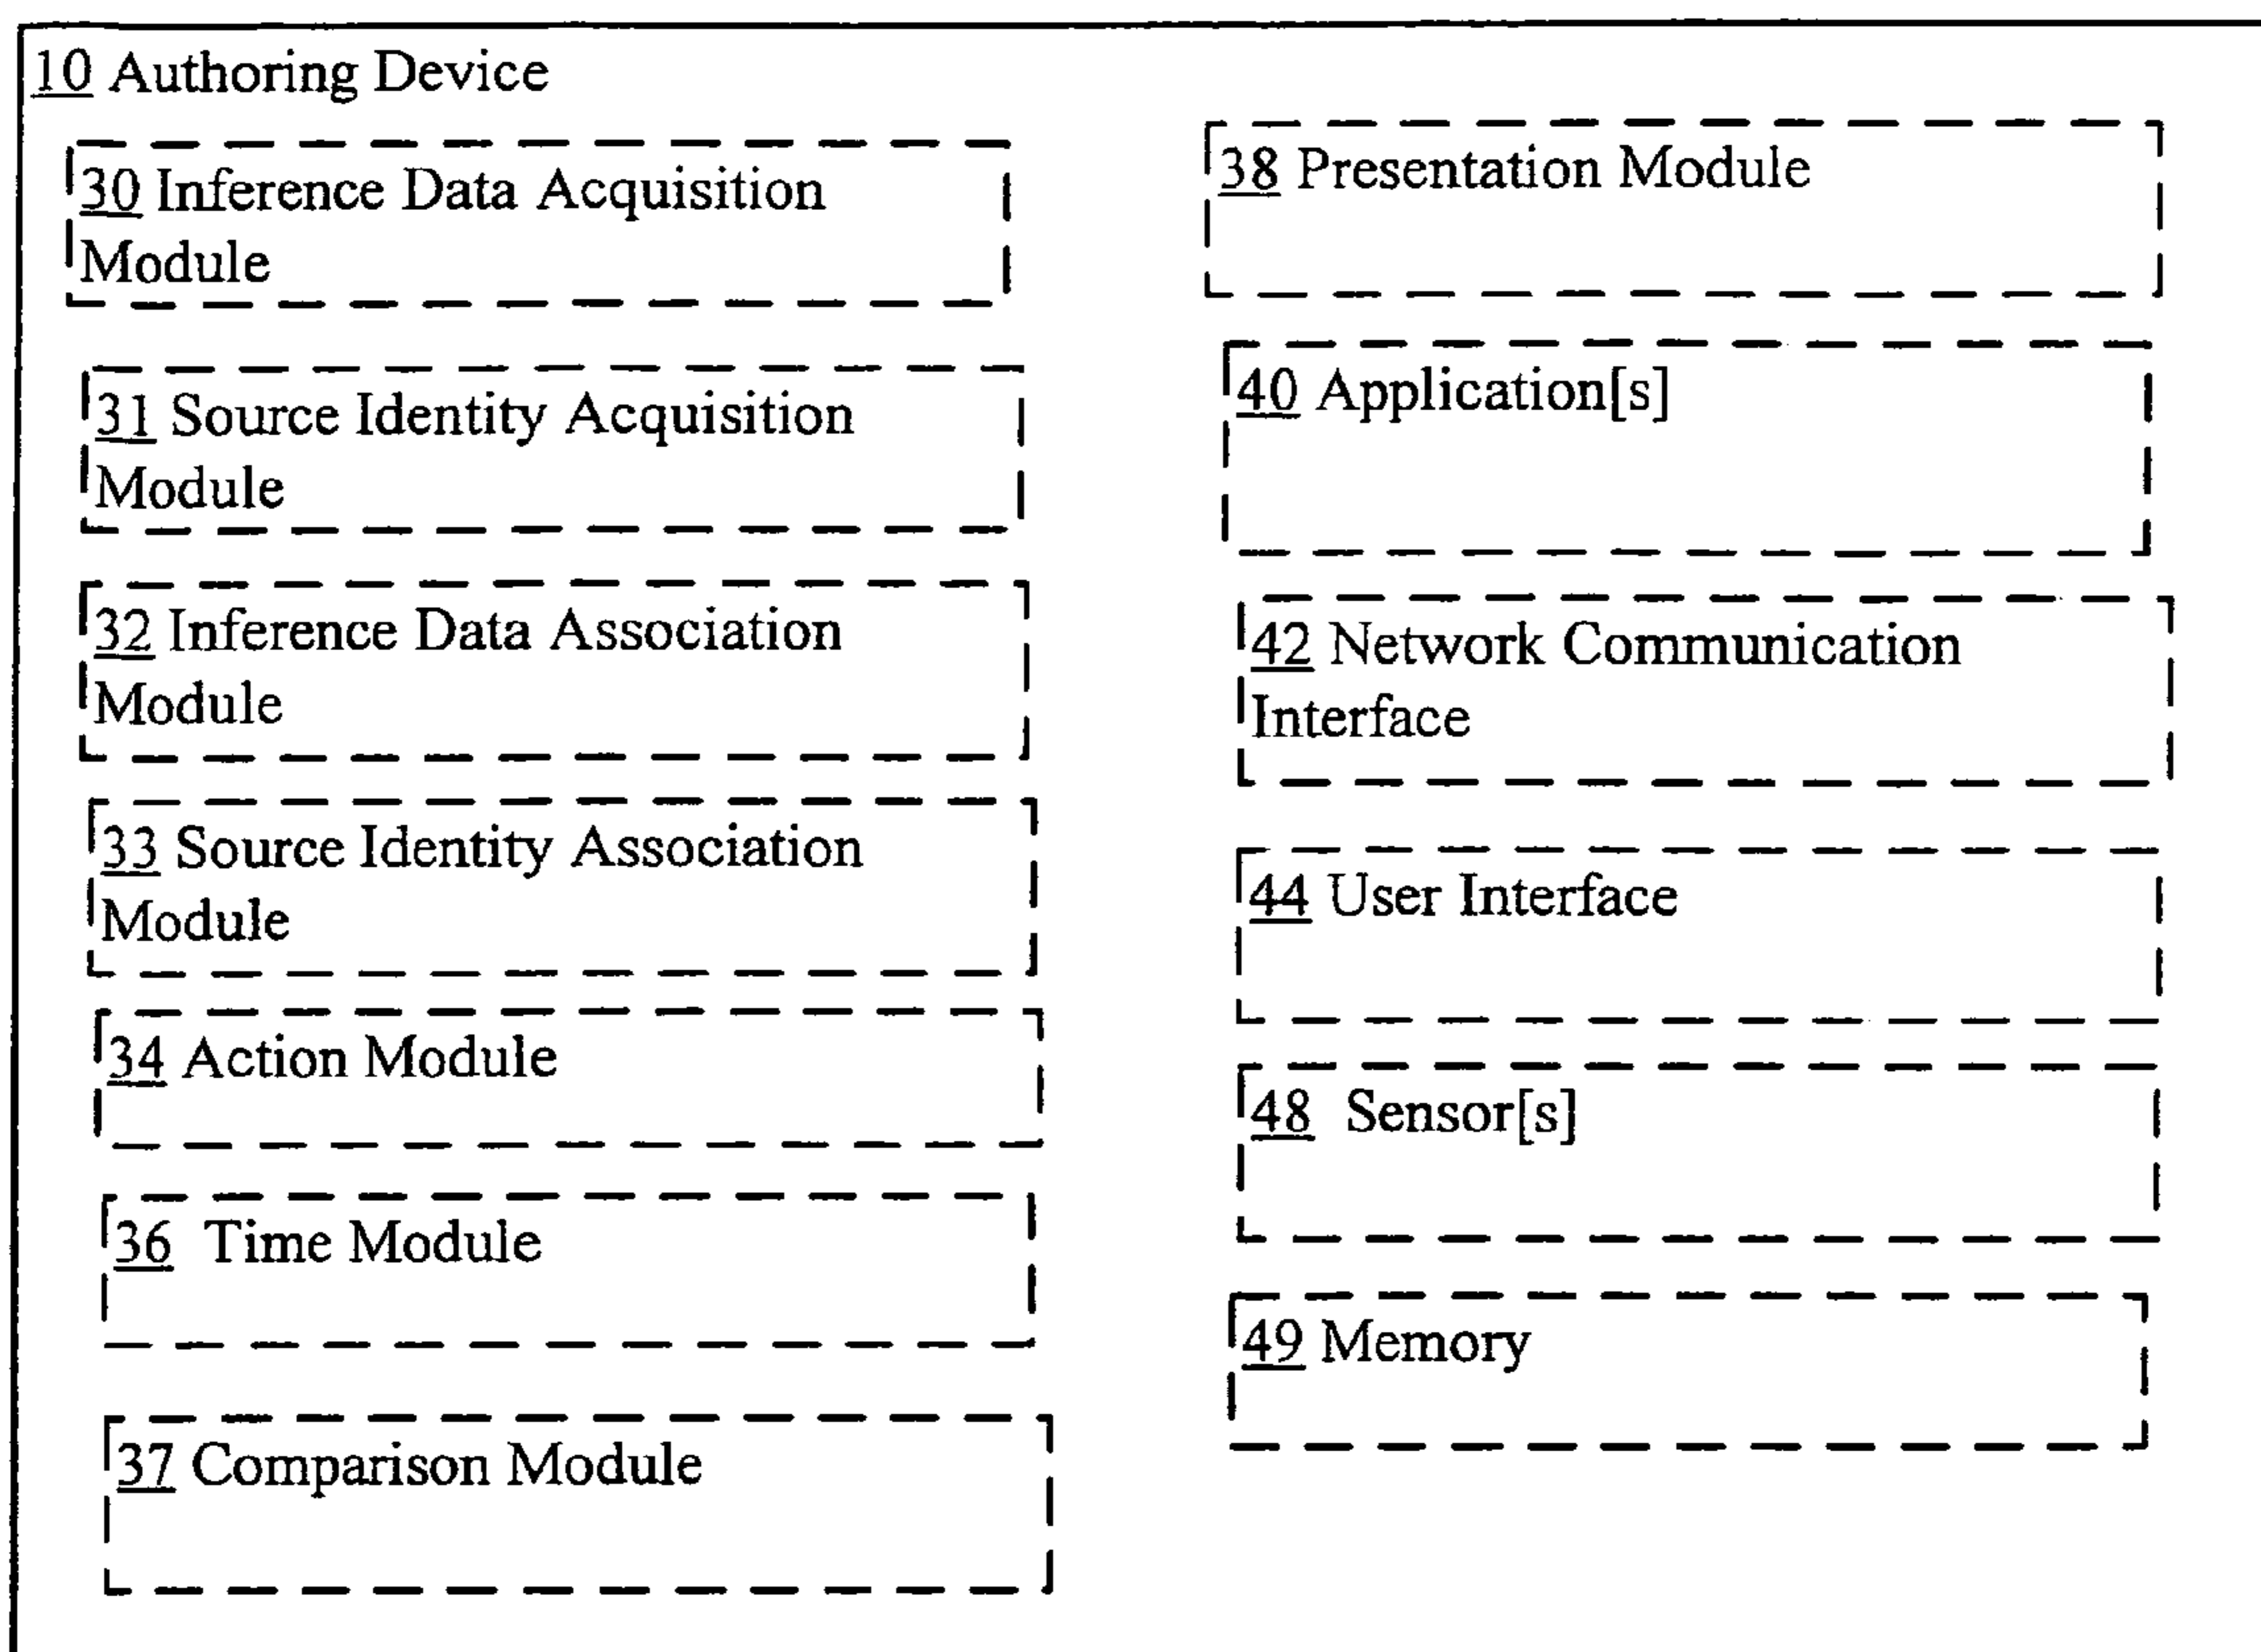 10 Authoring Device
30 Inference Data Acquisition
Module
31 Source Identity Acquisition
Module
32 Inference Data Association
Module
33 Source Identity Association
Module
34 Action Module
36 Time Module
37 Comparison Module
38 Presentation Module
40 Application[s]
42 Network Communication
Interface
44 User Interface
48 Sensor[s]
49 Memory